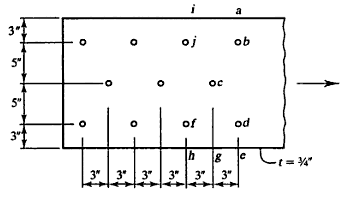 i a
3"
j b
5"
c
5"
f d
3"
h g e
t = ¾"
3" 3" 3" 3" 3" 3"